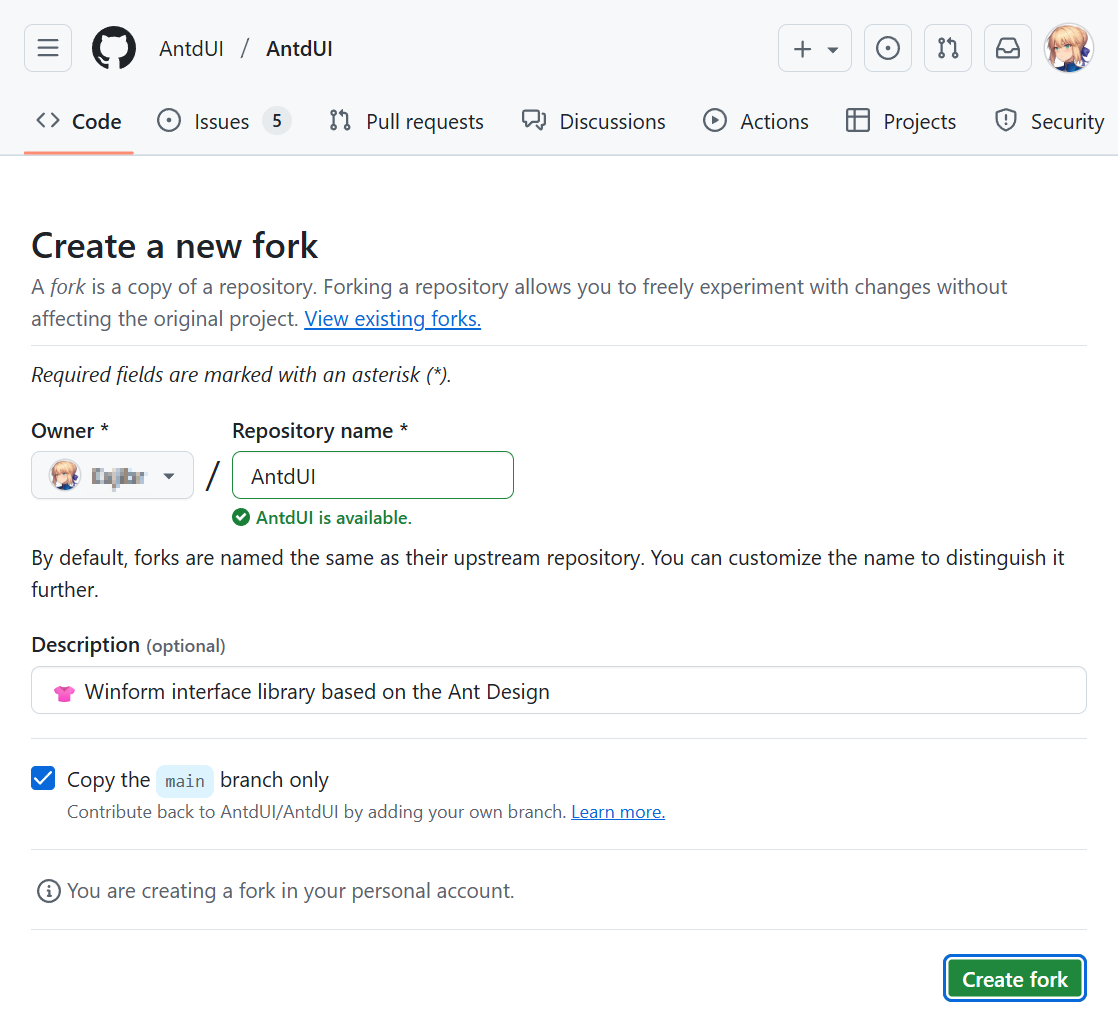 AntdUI / AntdUI
Code Issues 5 Pull requests Discussions Actions Projects Security
Create a new fork
A fork is a copy of a repository. Forking a repository allows you to freely experiment with changes without
affecting the original project. View existing forks.
Required fields are marked with an asterisk (*).
Owner * Repository name *
/ AntdUI
AntdUI is available.
By default, forks are named the same as their upstream repository. You can customize the name to distinguish it
further.
Description (optional)
Winform interface library based on the Ant Design
Copy the main branch only
Contribute back to AntdUI/AntdUI by adding your own branch. Learn more.
You are creating a fork in your personal account.
Create fork